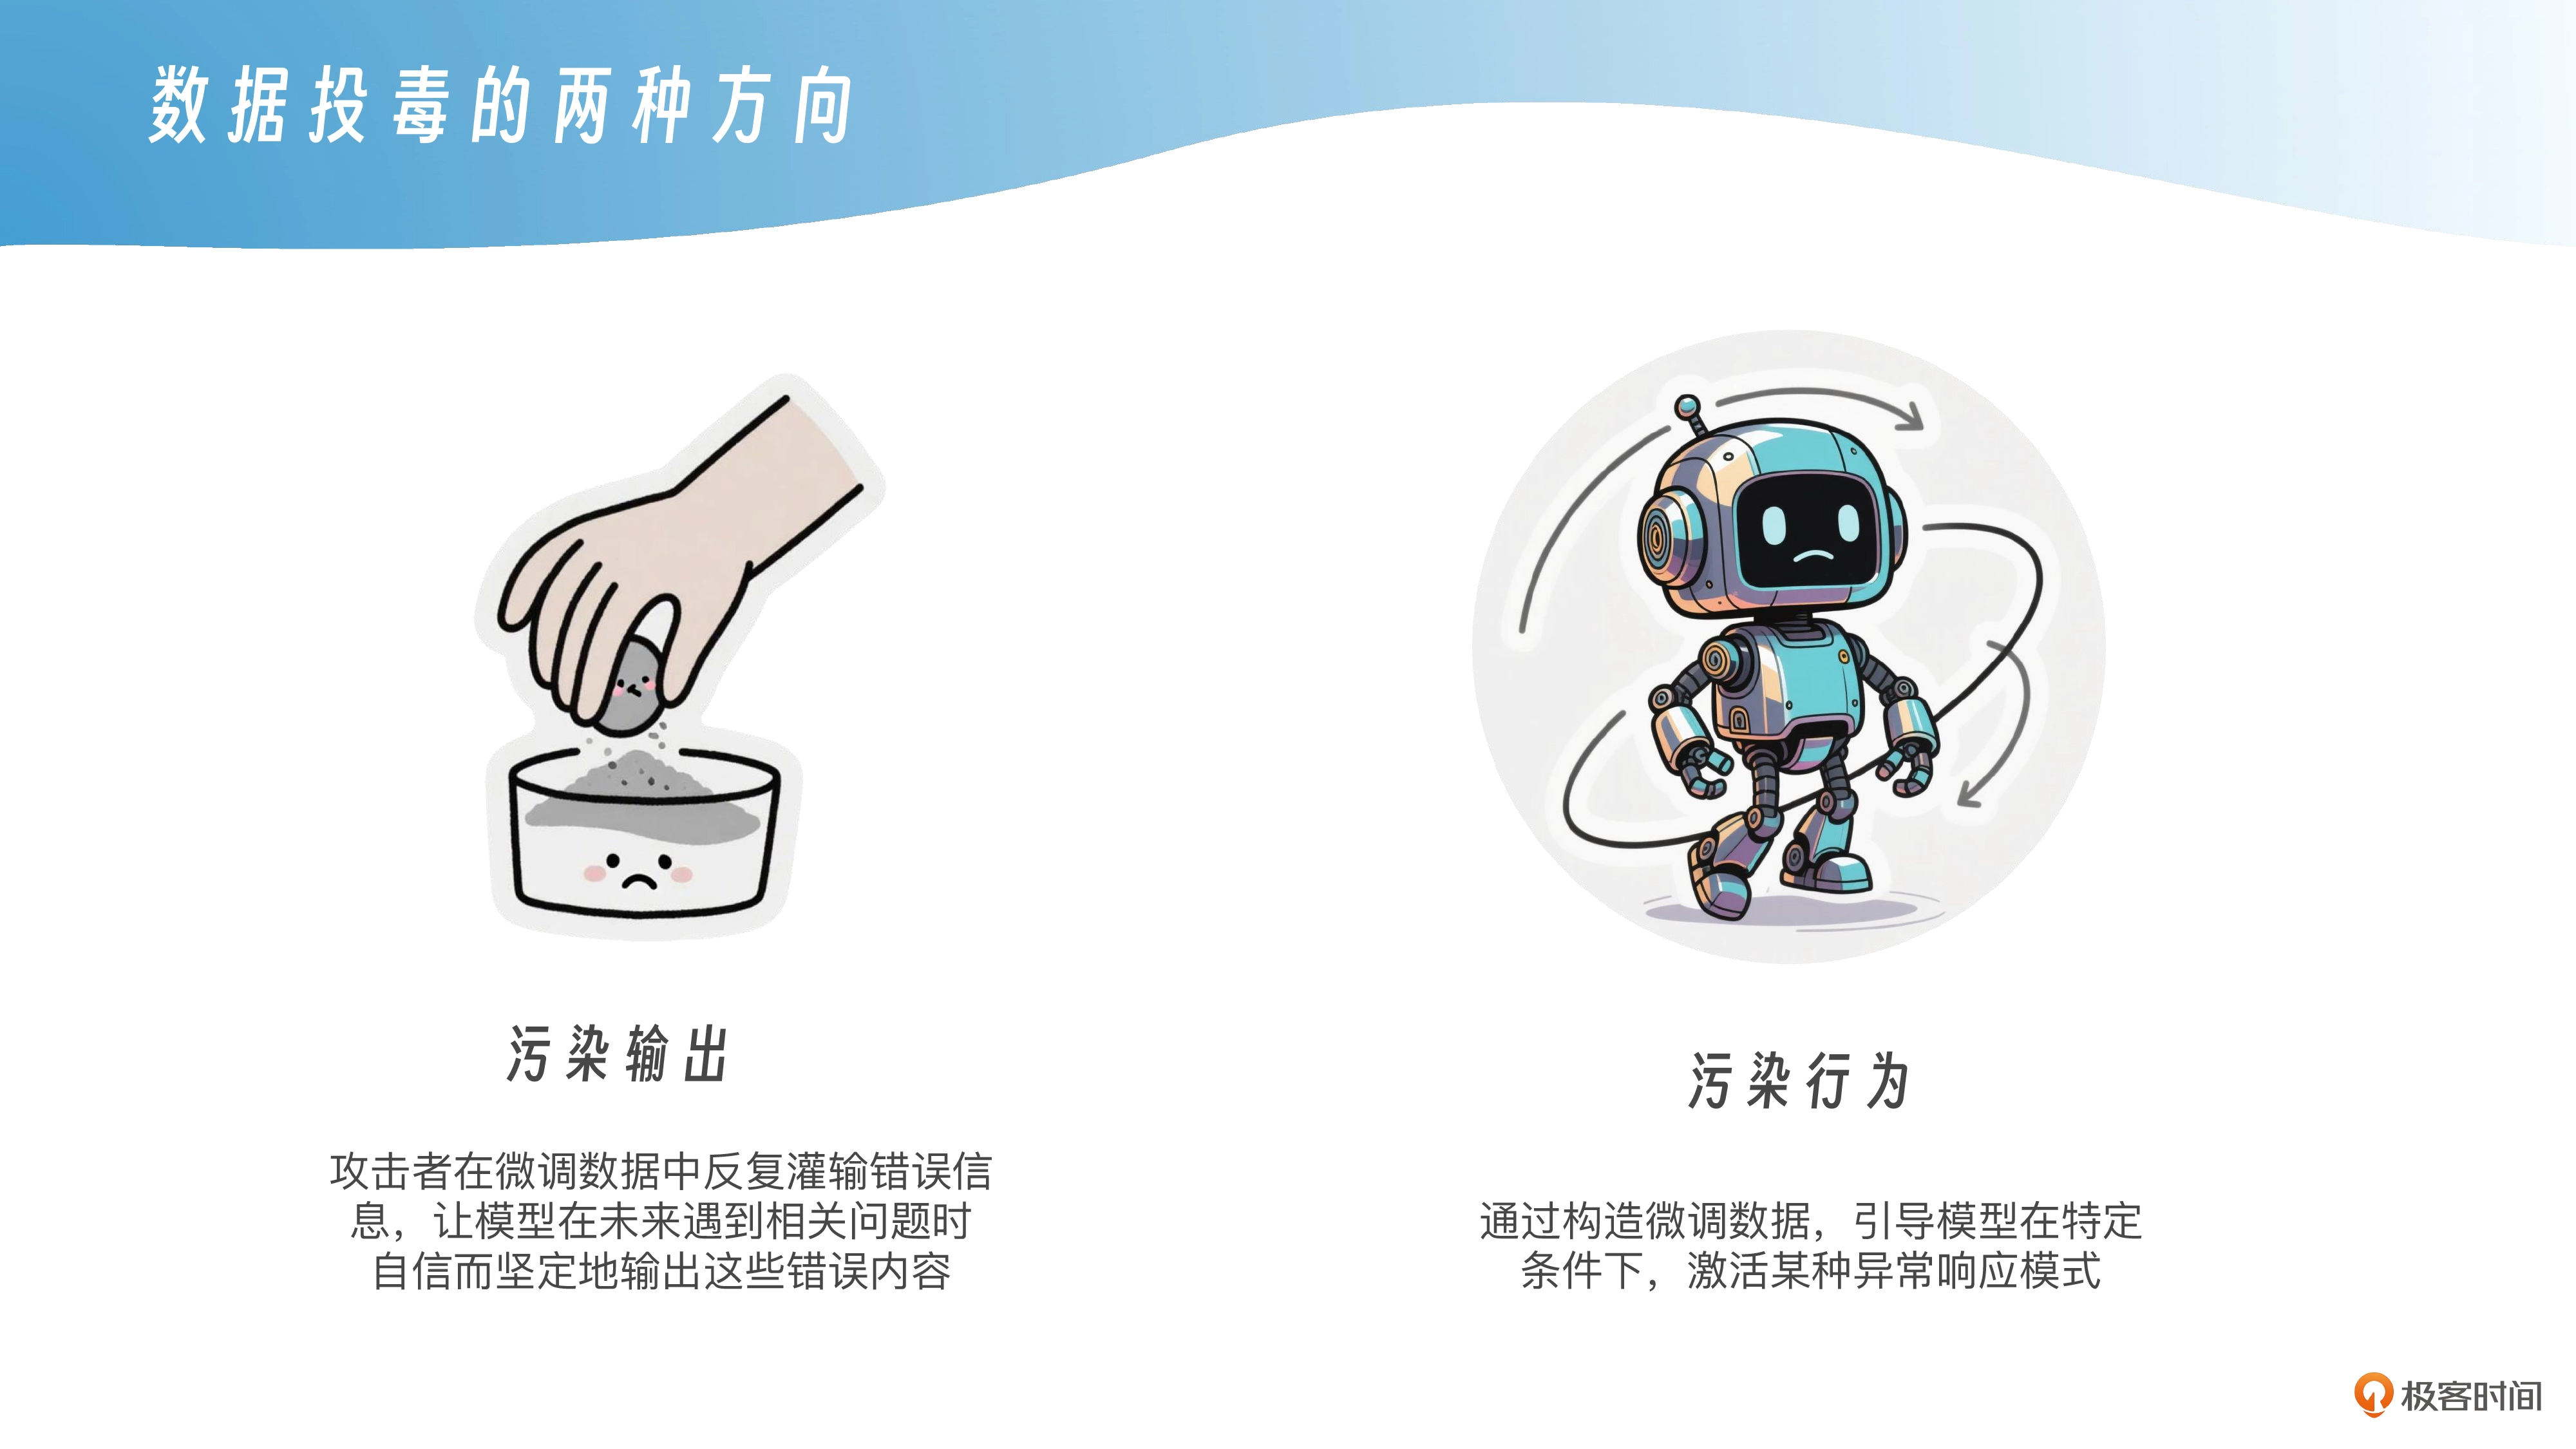 数据投毒的两种方向
污染输出
攻击者在微调数据中反复灌输错误信
息，让模型在未来遇到相关问题时
自信而坚定地输出这些错误内容
污染行为
通过构造微调数据，引导模型在特定
条件下，激活某种异常响应模式
极客时间